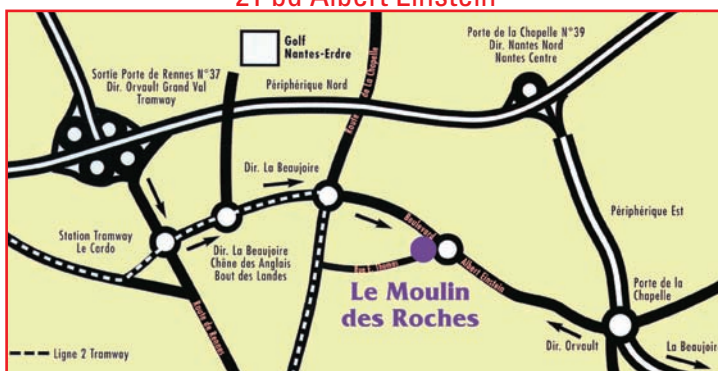 21 bd Albert Einstein
Golf
Nantes-Erdre
Porte de la Chapelle N°39
Dir. Nantes Nord
Nantes Centre
Sortie Porte de Rennes N°37
Dir. Orvault Grand Val
Tramway
Périphérique Nord
Route de La Chapelle
Dir. La Beaujoire
Station Tramway
Le Cardo
Dir. La Beaujoire
Chêne des Anglais
Bout des Landes
Boulevard
Albert Einstein
Périphérique Est
Thomas
Le Moulin
des Roches
Porte de la
Chapelle
Route de Rennes
Ligne 2 Tramway
Dir. Orvault
La Beaujoire